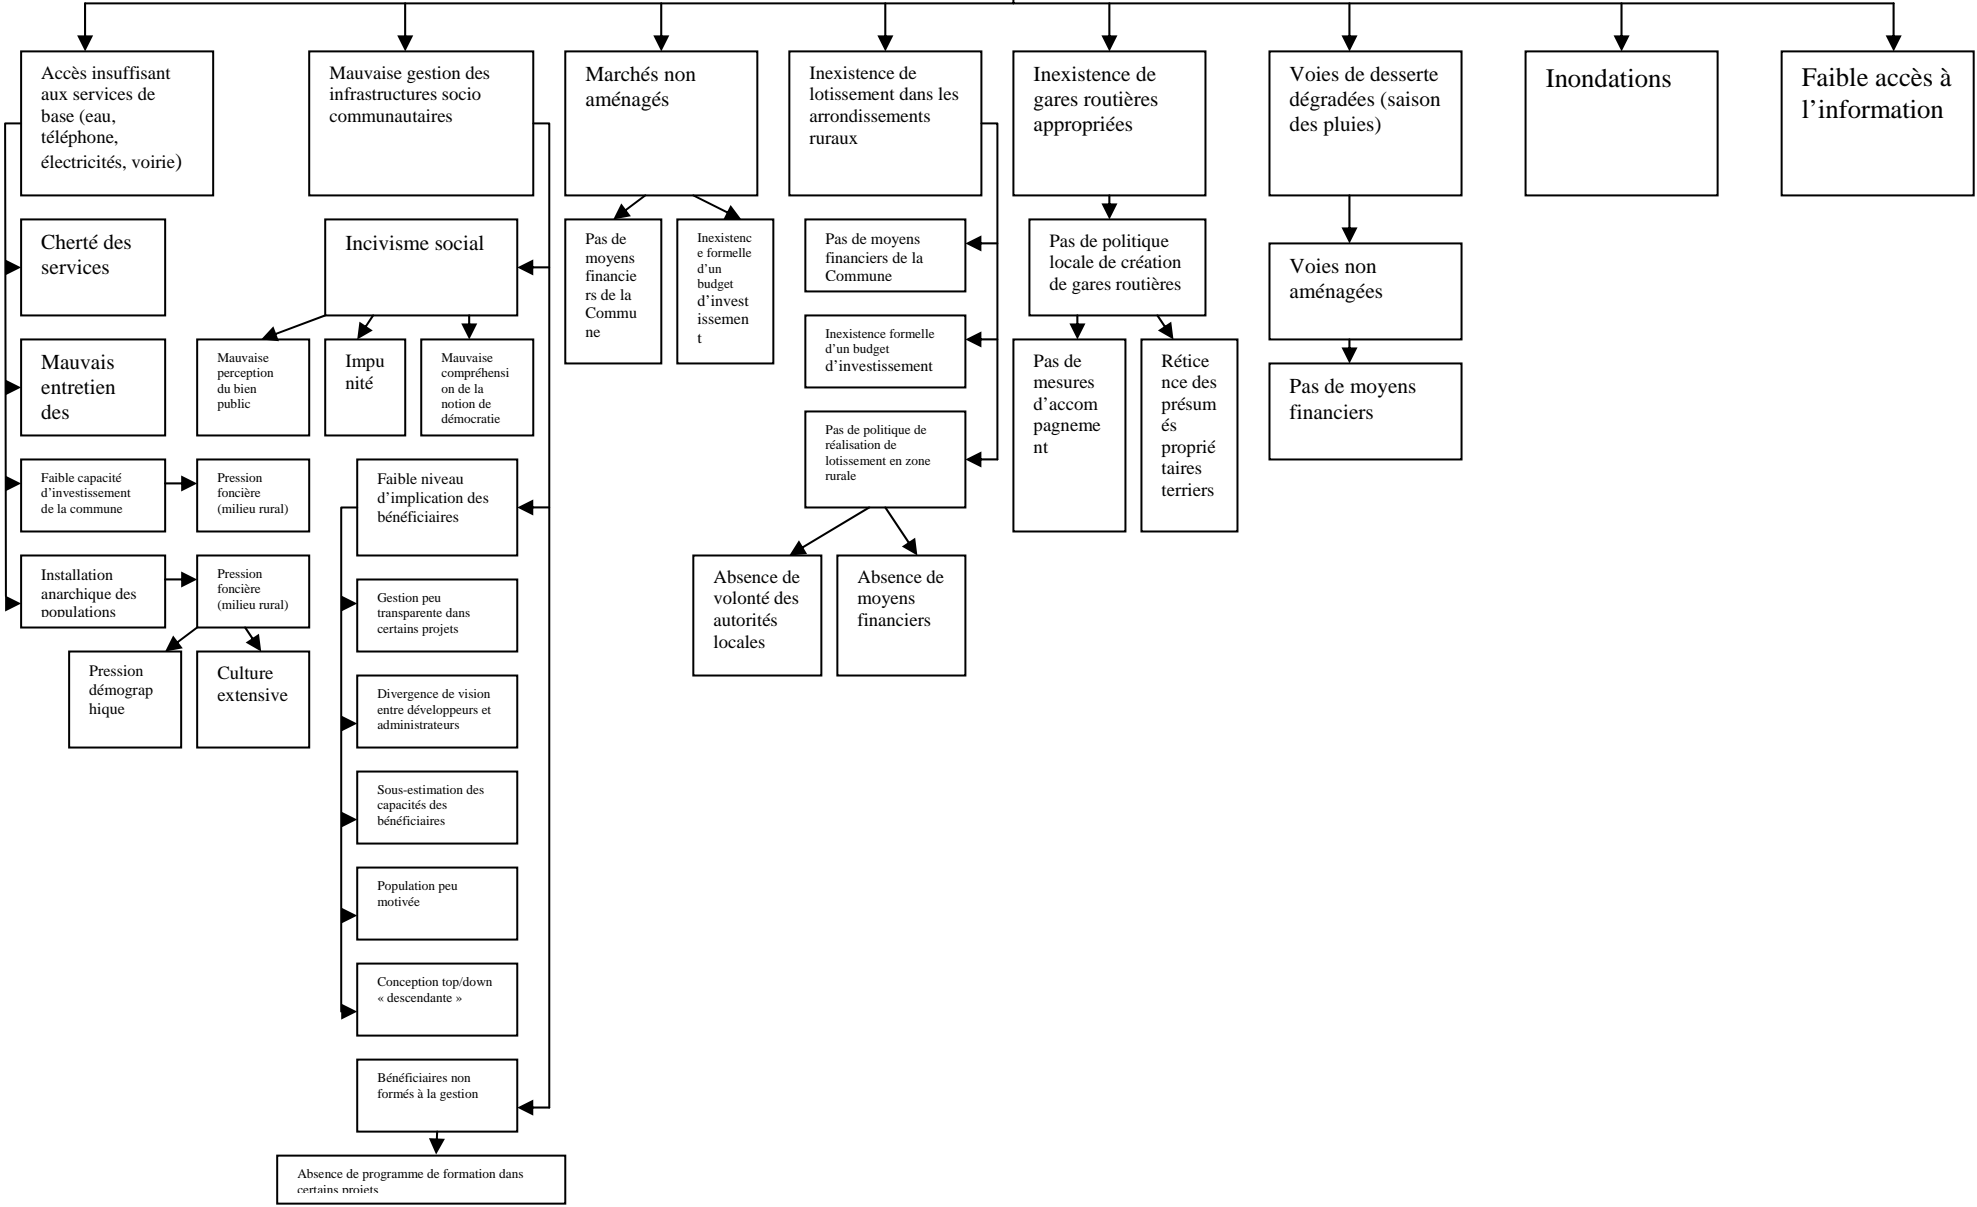 Accès insuffisant
aux services de
base (eau,
téléphone,
électricités, voirie)
Mauvaise gestion des
infrastructures socio
communautaires
Marchés non
aménagés
Inexistence de
lotissement dans les
arrondissements
ruraux
Inexistence de
gares routières
appropriées
Voies de desserte
dégradées (saison
des pluies)
Inondations
Faible accès à
l’information
Cherté des
services
Incivisme social
Pas de
moyens
financie
rs de la
Commu
ne
Inexistenc
e formelle
d’un
budget
d’invest
issemen
t
Pas de moyens
financiers de la
Commune
Pas de politique
locale de création
de gares routières
Voies non
aménagées
Mauvais
entretien
des
Mauvaise
perception
du bien
public
Impu
nité
Mauvaise
compréhensi
on de la
notion de
démocratie
Inexistence formelle
d’un budget
d’investissement
Pas de
mesures
d’accom
pagneme
nt
Rétice
nce des
présum
és
proprié
taires
terriers
Pas de moyens
financiers
Faible capacité
d’investissement
de la commune
Pression
foncière
(milieu rural)
Faible niveau
d’implication des
bénéficiaires
Pas de politique de
réalisation de
lotissement en zone
rurale
Installation
anarchique des
populations
Pression
foncière
(milieu rural)
Gestion peu
transparente dans
certains projets
Absence de
volonté des
autorités
locales
Absence de
moyens
financiers
Pression
démograp
hique
Culture
extensive
Divergence de vision
entre développeurs et
administrateurs
Sous-estimation des
capacités des
bénéficiaires
Population peu
motivée
Conception top/down
« descendante »
Bénéficiaires non
formés à la gestion
Absence de programme de formation dans
certains projets